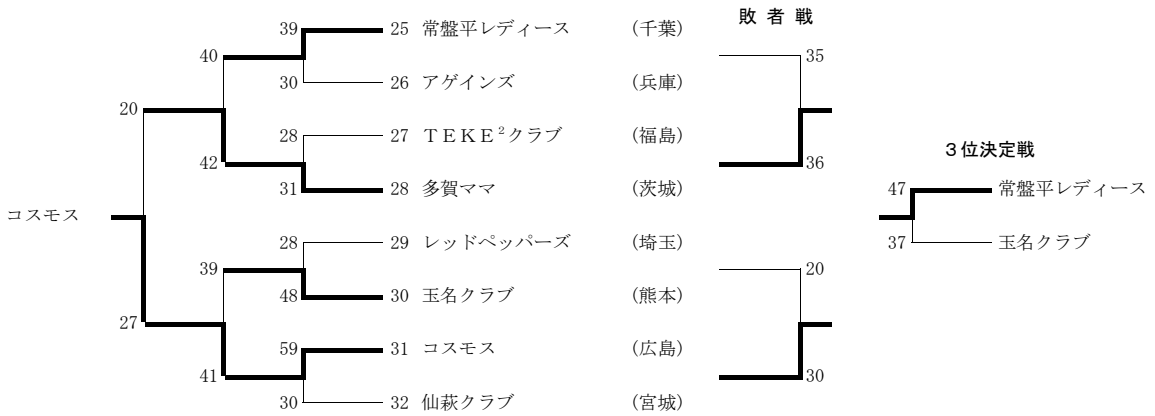 敗者戦
39 25 常盤平レディース (千葉)
40 35
30 26 アゲインズ (兵庫)
20
28 27 ＴＥＫＥ²クラブ (福島)
42 36
３位決定戦
31 28 多賀ママ (茨城) 47 常盤平レディース
コスモス
28 29 レッドペッパーズ (埼玉) 37 玉名クラブ
39 20
48 30 玉名クラブ (熊本)
27
59 31 コスモス (広島)
41 30
30 32 仙萩クラブ (宮城)